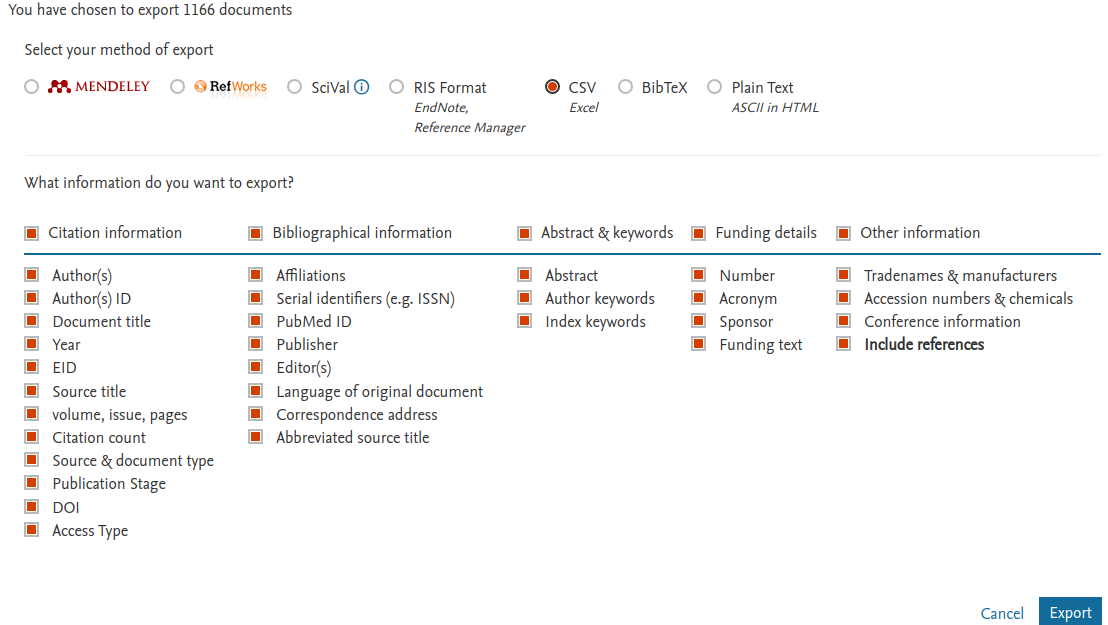 You have chosen to export 1166 documents
Select your method of export
MENDELEY RefWorks SciVal i RIS Format CSV BibTeX Plain Text
EndNote, Excel ASCII in HTML
Reference Manager
What information do you want to export?
Citation information Bibliographical information Abstract & keywords Funding details Other information
Author(s) Affiliations Abstract Number Tradenames & manufacturers
Author(s) ID Serial identifiers (e.g. ISSN) Author keywords Acronym Accession numbers & chemicals
Document title PubMed ID Index keywords Sponsor Conference information
Year Publisher Funding text Include references
EID Editor(s)
Source title Language of original document
volume, issue, pages Correspondence address
Citation count Abbreviated source title
Source & document type
Publication Stage
DOI
Access Type
Cancel Export